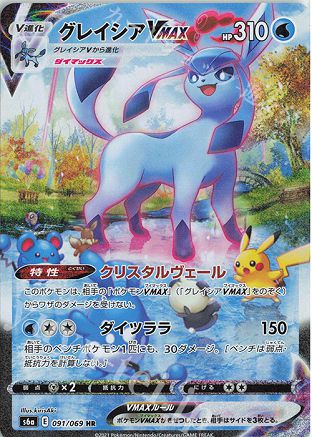 V進化
グレイシアVMAX
HP310
グレイシアVから進化
ダイマックス
特性 クリスタルヴェール
このポケモンは、相手の「ポケモンVMAX」(「グレイシアVMAX」をのぞく)
からワザのダメージを受けない。
ダイツララ 150
相手のベンチポケモン1匹にも、30ダメージ。[ベンチは弱点・
抵抗力を計算しない。]
弱点 ×2 抵抗力 にげる
Illus. kirisAki
s6a E 091/069 HR
VMAXルール
ポケモンVMAXがきぜつしたとき、相手はサイドを3枚とる。
©2021 Pokémon/Nintendo/Creatures/GAME FREAK